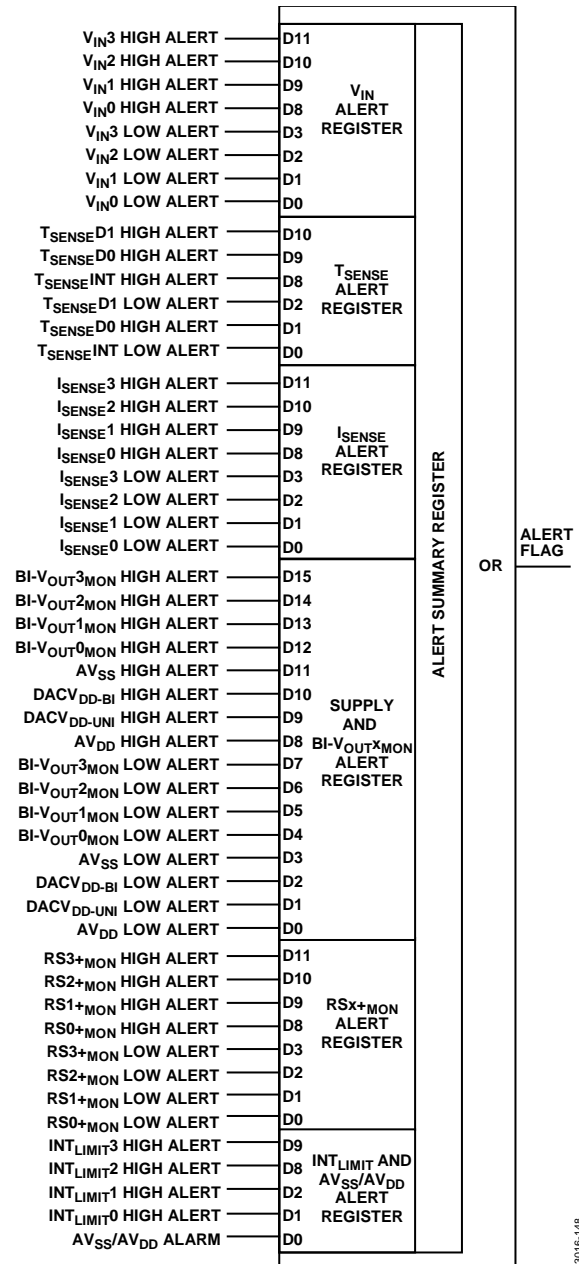 VIN3 HIGH ALERT D11
VIN2 HIGH ALERT D10
VIN1 HIGH ALERT D9
VIN0 HIGH ALERT D8
VIN3 LOW ALERT D3
VIN2 LOW ALERT D2
VIN1 LOW ALERT D1
VIN0 LOW ALERT D0
VIN
ALERT
REGISTER
TSENSED1 HIGH ALERT D10
TSENSED0 HIGH ALERT D9
TSENSEINT HIGH ALERT D8
TSENSED1 LOW ALERT D2
TSENSED0 HIGH ALERT D1
TSENSEINT LOW ALERT D0
TSENSE
ALERT
REGISTER
ISENSE3 HIGH ALERT D11
ISENSE2 HIGH ALERT D10
ISENSE1 HIGH ALERT D9
ISENSE0 HIGH ALERT D8
ISENSE3 LOW ALERT D3
ISENSE2 LOW ALERT D2
ISENSE1 LOW ALERT D1
ISENSE0 LOW ALERT D0
ISENSE
ALERT
REGISTER
BI-VOUT3MON HIGH ALERT D15
BI-VOUT2MON HIGH ALERT D14
BI-VOUT1MON HIGH ALERT D13
BI-VOUT0MON HIGH ALERT D12
AVSS HIGH ALERT D11
DACVDD-BI HIGH ALERT D10
DACVDD-UNI HIGH ALERT D9
AVDD HIGH ALERT D8
BI-VOUT3MON LOW ALERT D7
BI-VOUT2MON LOW ALERT D6
BI-VOUT1MON LOW ALERT D5
BI-VOUT0MON LOW ALERT D4
AVSS LOW ALERT D3
DACVDD-BI LOW ALERT D2
DACVDD-UNI LOW ALERT D1
AVDD LOW ALERT D0
SUPPLY
AND
BI-VOUTXMON
ALERT
REGISTER
RS3+MON HIGH ALERT D11
RS2+MON HIGH ALERT D10
RS1+MON HIGH ALERT D9
RS0+MON HIGH ALERT D8
RS3+MON LOW ALERT D3
RS2+MON LOW ALERT D2
RS1+MON LOW ALERT D1
RS0+MON LOW ALERT D0
RSx+MON
ALERT
REGISTER
INTLIMIT3 HIGH ALERT D9
INTLIMIT2 HIGH ALERT D8
INTLIMIT1 HIGH ALERT D2
INTLIMIT0 HIGH ALERT D1
AVSS/AVDD ALARM D0
INTLIMIT AND
AVSS/AVDD
ALERT
REGISTER
ALERT SUMMARY REGISTER
OR
ALERT
FLAG